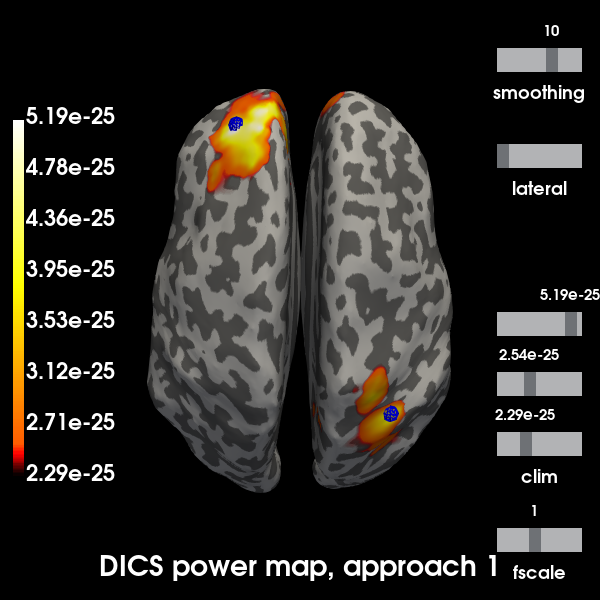 5.19e-25
4.78e-25
4.36e-25
3.95e-25
3.53e-25
3.12e-25
2.71e-25
2.29e-25
10
smoothing
lateral
5.19e-25
2.54e-25
2.29e-25
clim
1
fscale
DICS power map, approach 1